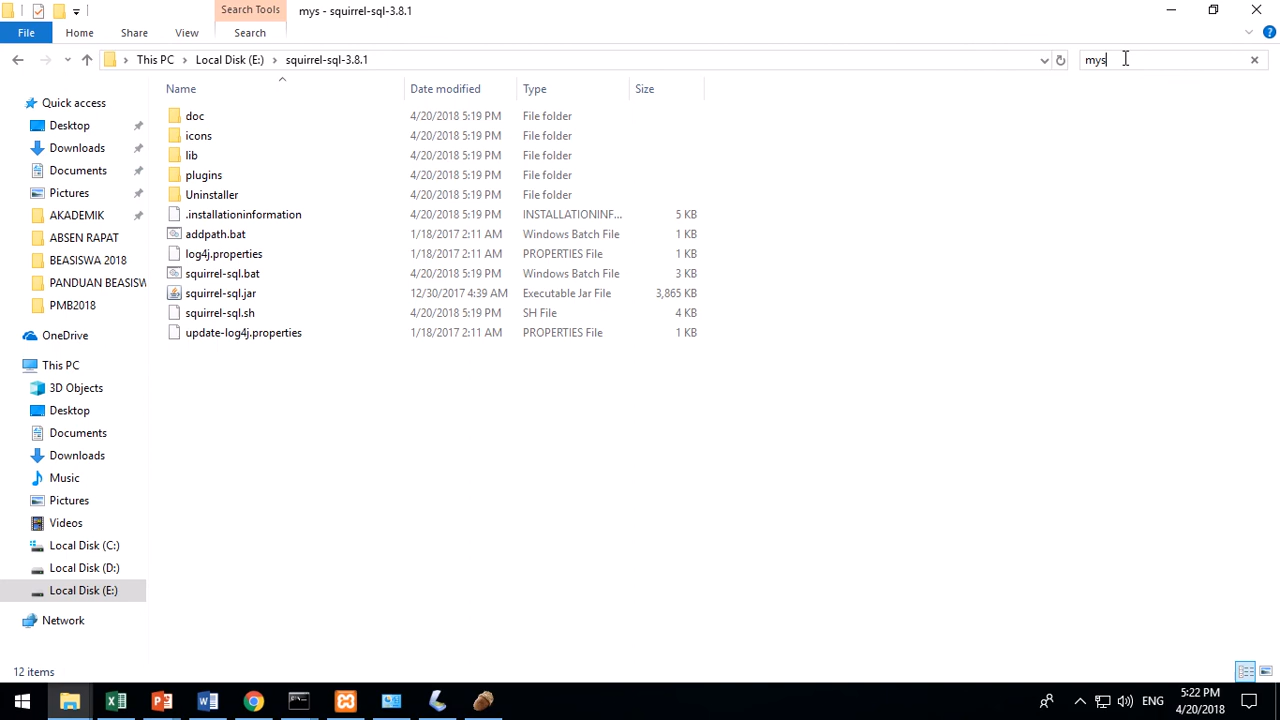 Search Tools
mys - squirrel-sql-3.8.1
File Home Share View Search
This PC Local Disk (E:) squirrel-sql-3.8.1
mys
Name Date modified Type Size
doc 4/20/2018 5:19 PM File folder
icons 4/20/2018 5:19 PM File folder
lib 4/20/2018 5:19 PM File folder
plugins 4/20/2018 5:19 PM File folder
Uninstaller 4/20/2018 5:19 PM File folder
.installationinformation 4/20/2018 5:19 PM INSTALLATIONINF... 5 KB
addpath.bat 1/18/2017 2:11 AM Windows Batch File 1 KB
log4j.properties 1/18/2017 2:11 AM PROPERTIES File 1 KB
squirrel-sql.bat 4/20/2018 5:19 PM Windows Batch File 3 KB
squirrel-sql.jar 12/30/2017 4:39 AM Executable Jar File 3,865 KB
squirrel-sql.sh 4/20/2018 5:19 PM SH File 4 KB
update-log4j.properties 1/18/2017 2:11 AM PROPERTIES File 1 KB
Quick access
Desktop
Downloads
Documents
Pictures
AKADEMIK
ABSEN RAPAT
BEASISWA 2018
PANDUAN BEASISW
PMB2018
OneDrive
This PC
3D Objects
Desktop
Documents
Downloads
Music
Pictures
Videos
Local Disk (C:)
Local Disk (D:)
Local Disk (E:)
Network
12 items
ENG
5:22 PM
4/20/2018